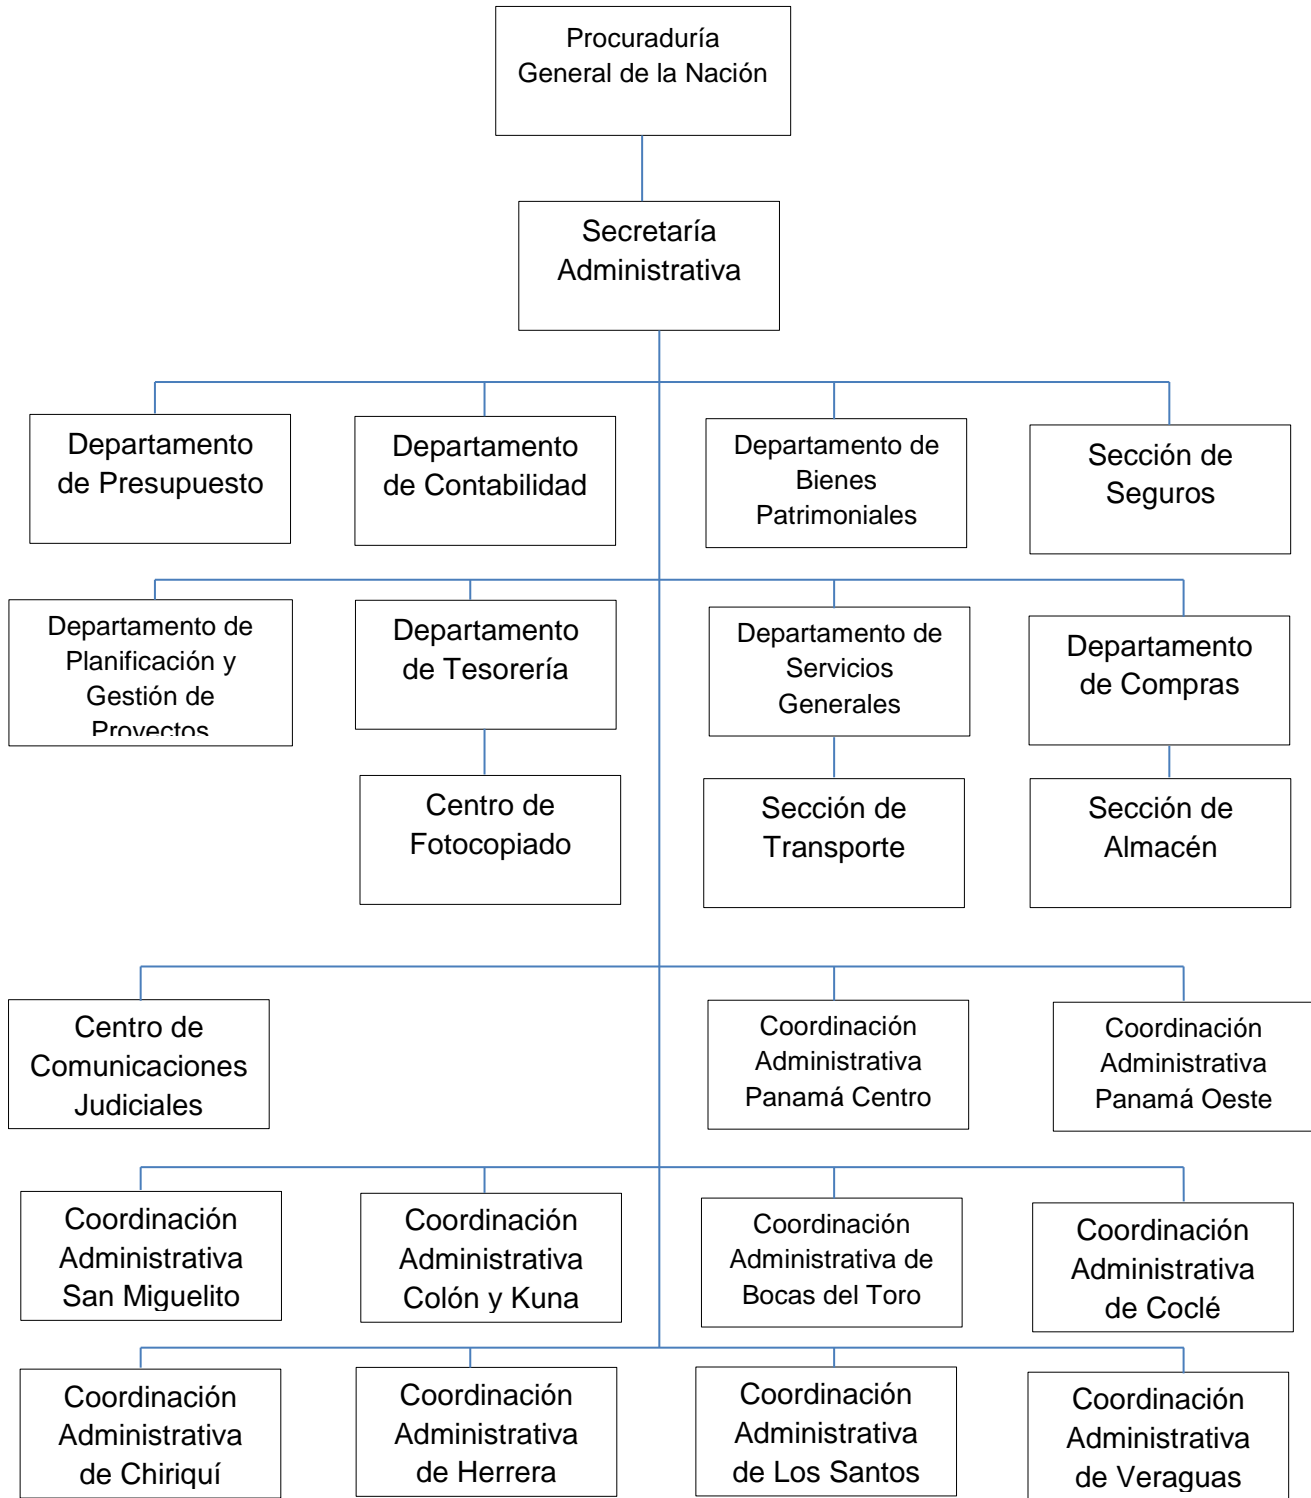 Procuraduría
General de la Nación
Secretaría
Administrativa
Departamento
de Presupuesto
Departamento
de Contabilidad
Departamento de
Bienes
Patrimoniales
Sección de
Seguros
Departamento de
Planificación y
Gestión de
Proyectos
Departamento
de Tesorería
Departamento de
Servicios
Generales
Departamento
de Compras
Centro de
Fotocopiado
Sección de
Transporte
Sección de
Almacén
Centro de
Comunicaciones
Judiciales
Coordinación
Administrativa
Panamá Centro
Coordinación
Administrativa
Panamá Oeste
Coordinación
Administrativa
San Miguelito
Coordinación
Administrativa
Colón y Kuna
Coordinación
Administrativa de
Bocas del Toro
Coordinación
Administrativa
de Coclé
Coordinación
Administrativa
de Chiriquí
Coordinación
Administrativa
de Herrera
Coordinación
Administrativa
de Los Santos
Coordinación
Administrativa
de Veraguas